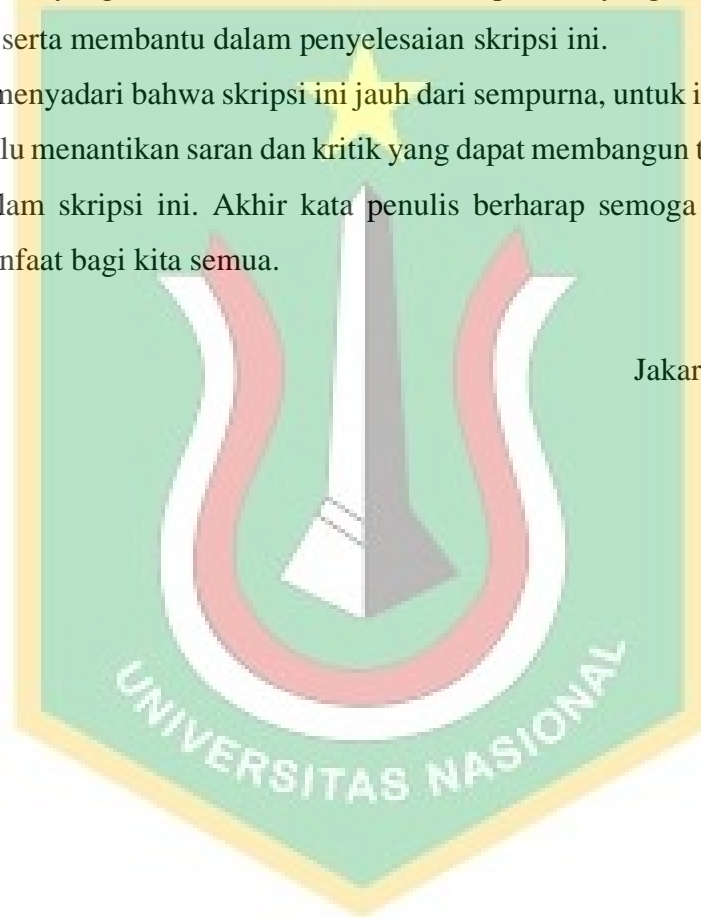 serta membantu dalam penyelesaian skripsi ini.
menyadari bahwa skripsi ini jauh dari sempurna, untuk i
lu menantikan saran dan kritik yang dapat membangun t
lam skripsi ini. Akhir kata penulis berharap semoga
nfaat bagi kita semua.
Jakar
UNIVERSITAS NASIONAL